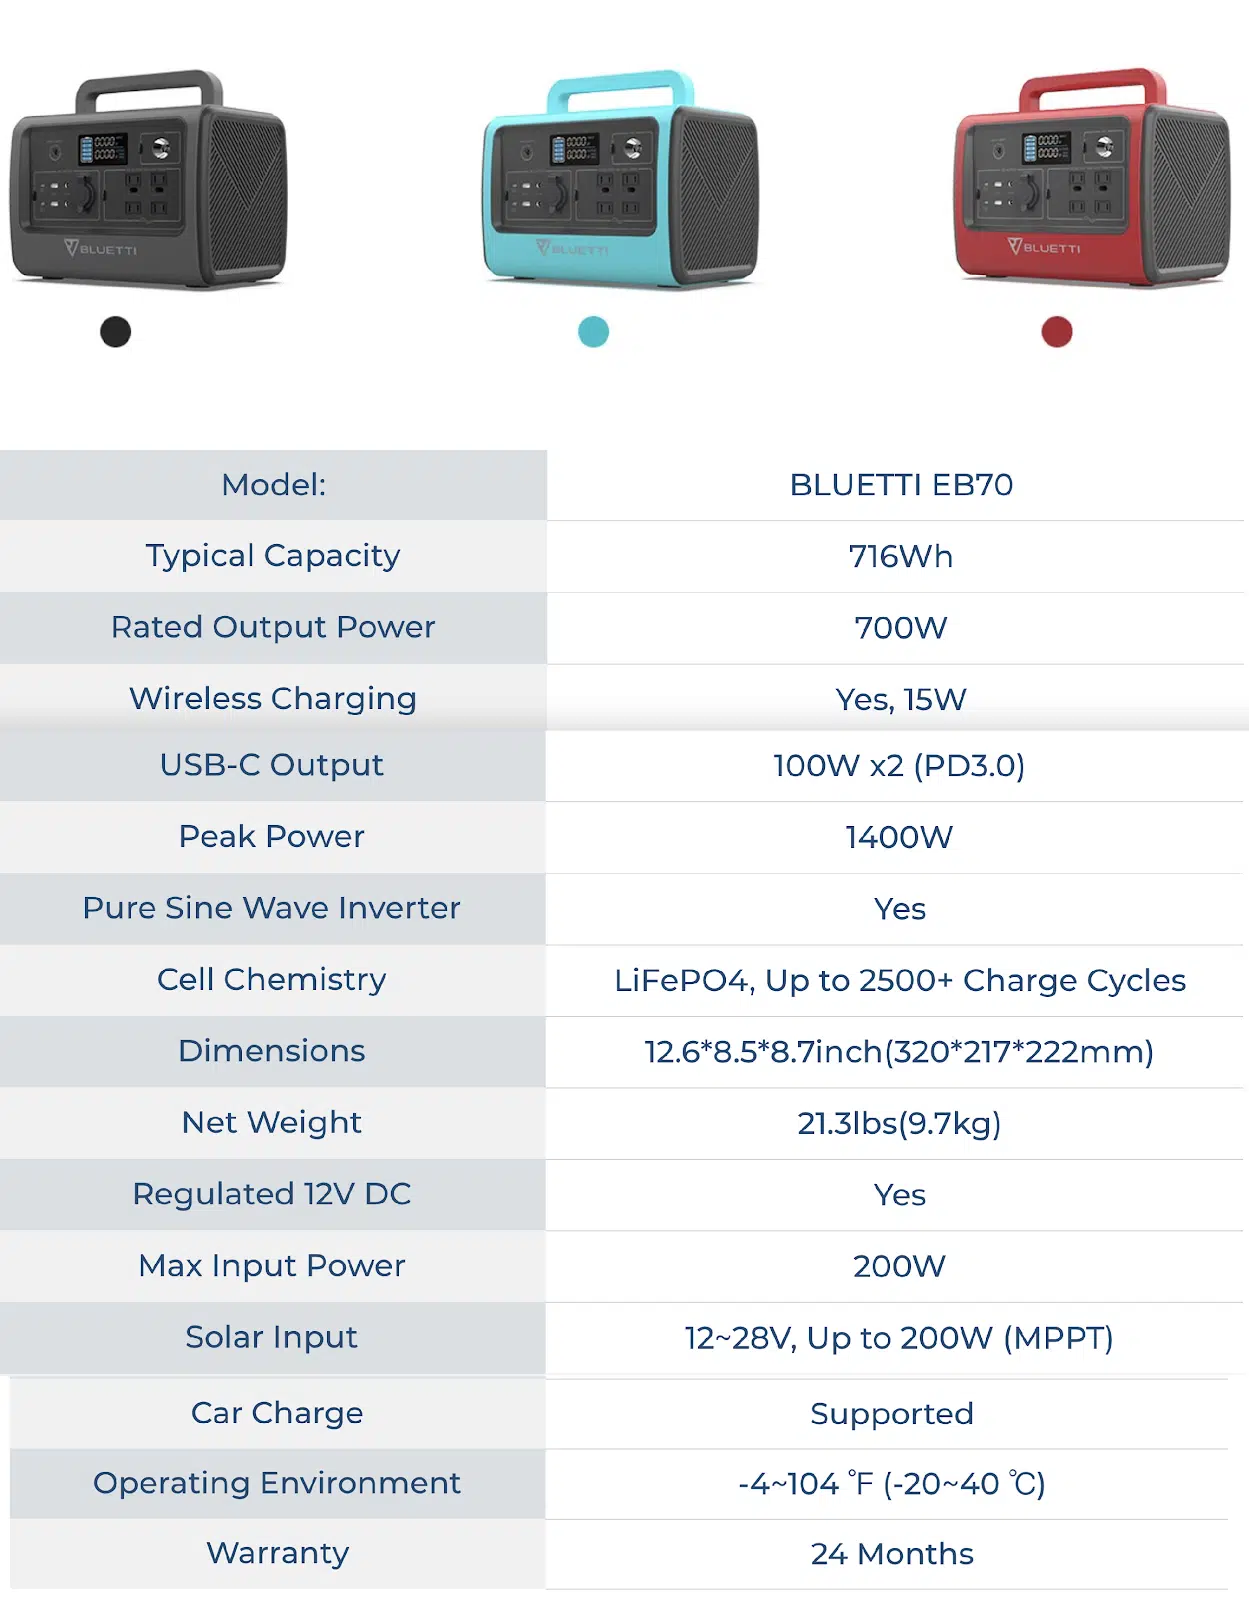 BLUETTI
BLUETTI
BLUETTI
Model: BLUETTI EB70
Typical Capacity 716Wh
Rated Output Power 700W
Wireless Charging Yes, 15W
USB-C Output 100W x2 (PD3.0)
Peak Power 1400W
Pure Sine Wave Inverter Yes
Cell Chemistry LiFePO4, Up to 2500+ Charge Cycles
Dimensions 12.6*8.5*8.7inch(320*217*222mm)
Net Weight 21.3lbs(9.7kg)
Regulated 12V DC Yes
Max Input Power 200W
Solar Input 12~28V, Up to 200W (MPPT)
Car Charge Supported
Operating Environment -4~104 ℉ (-20~40 ℃)
Warranty 24 Months